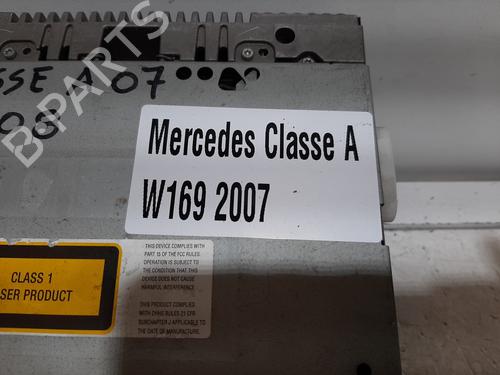 B-PARTS
SSE A 07
08
Mercedes Classe A
W169 2007
CLASS 1
SER PRODUCT
THIS DEVICE COMPLIES WITH
PART 15 OF THE FCC RULES
OPERATION IS SUBJECT TO
THE CONDITION THAT THIS
DEVICE DOES NOT CAUSE
HARMFUL INTERFERENCE
THIS PRODUCT COMPLIES
WITH DHHS RULES 21 CFR
SUBCHAPTER J APPLICABLE TO
THE DATE OF MANUFACTURE